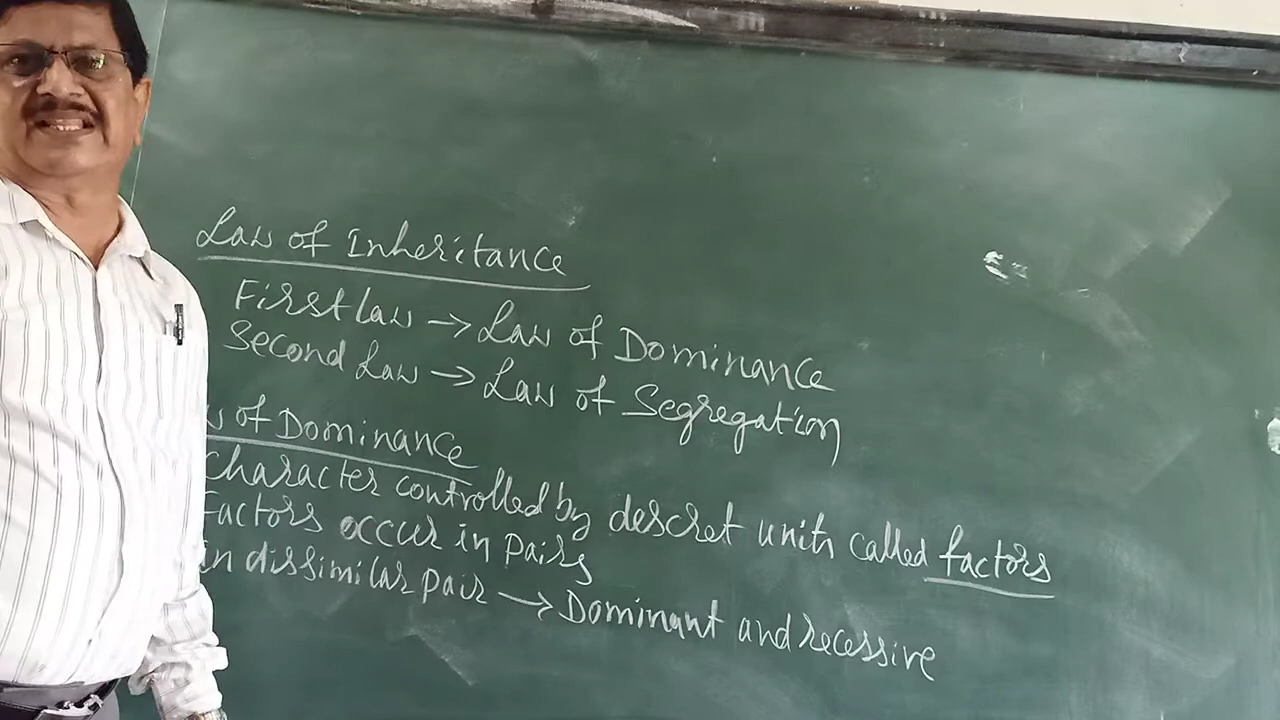 Law of Inheritance
First law → Law of Dominance
Second Law → Law of Segregation
w of Dominance
character controlled by descret units called factors
Factors occur in pairs
in dissimilar pair → Dominant and recessive